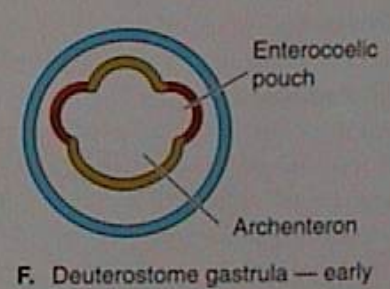 Enterocoelic
pouch
Archenteron
F. Deuterostome gastrula — early